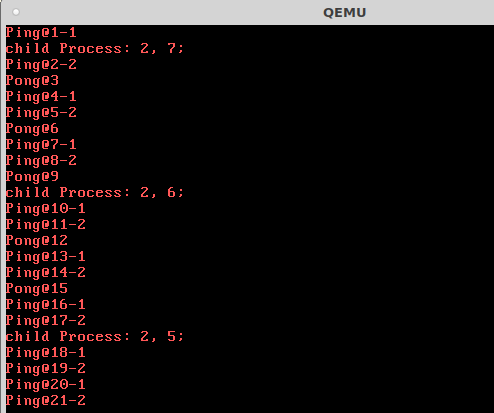 QEMU
Ping@1-1
child Process: 2, 7;
Ping@2-2
Pong@3
Ping@4-1
Ping@5-2
Pong@6
Ping@7-1
Ping@8-2
Pong@9
child Process: 2, 6;
Ping@10-1
Ping@11-2
Pong@12
Ping@13-1
Ping@14-2
Pong@15
Ping@16-1
Ping@17-2
child Process: 2, 5;
Ping@18-1
Ping@19-2
Ping@20-1
Ping@21-2